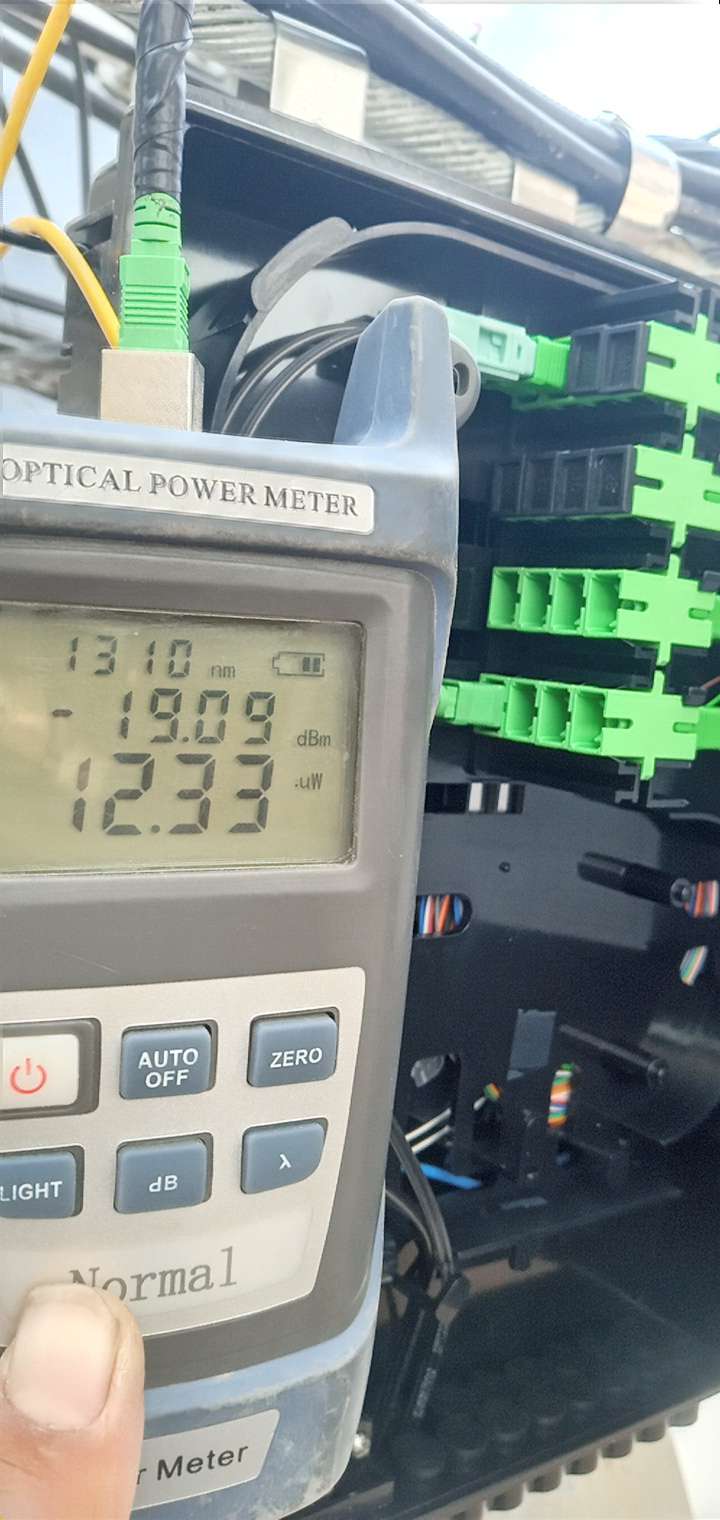 OPTICAL POWER METER
1310 nm
-19.09 dBm
12.33 .uW
AUTO OFF
ZERO
LIGHT
dB
λ
Normal
Meter